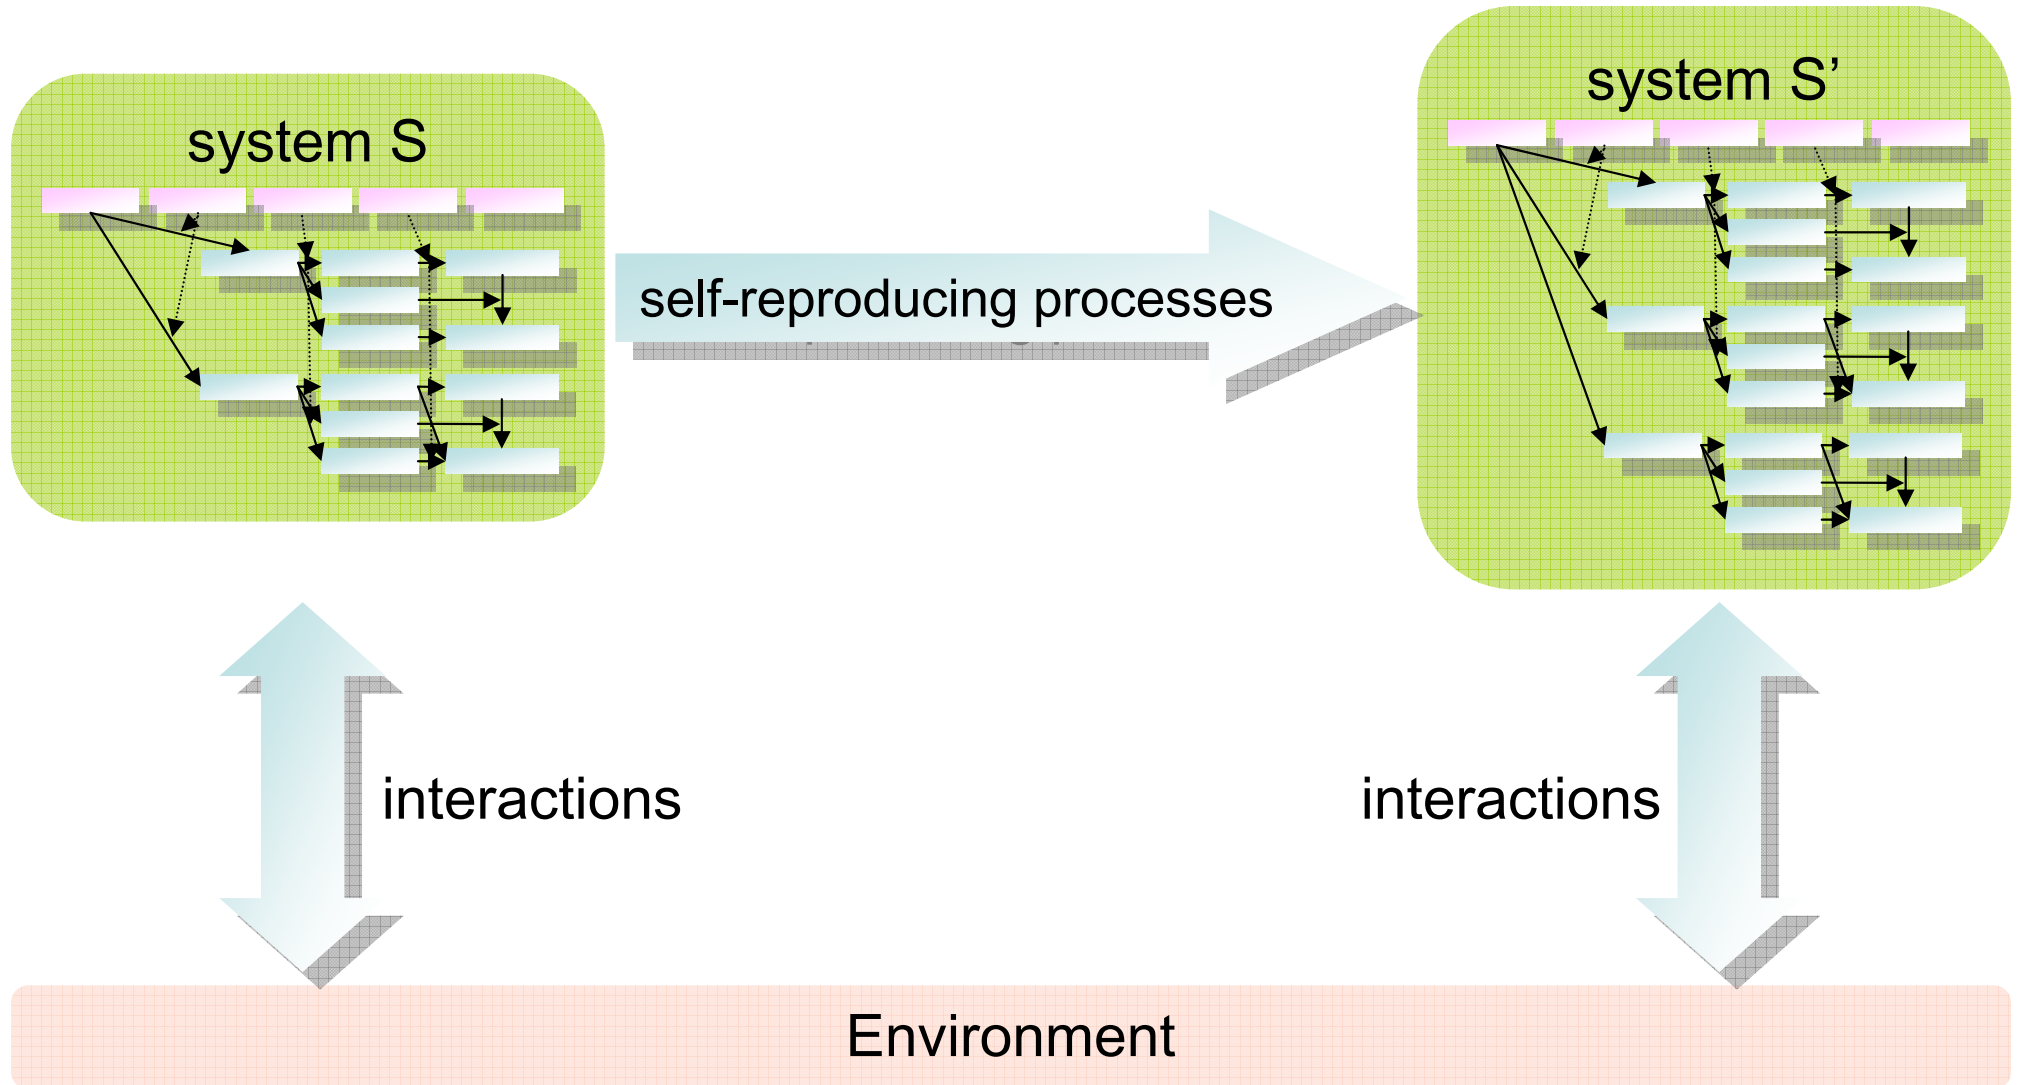 system S
system S’
self-reproducing processes
interactions
interactions
Environment